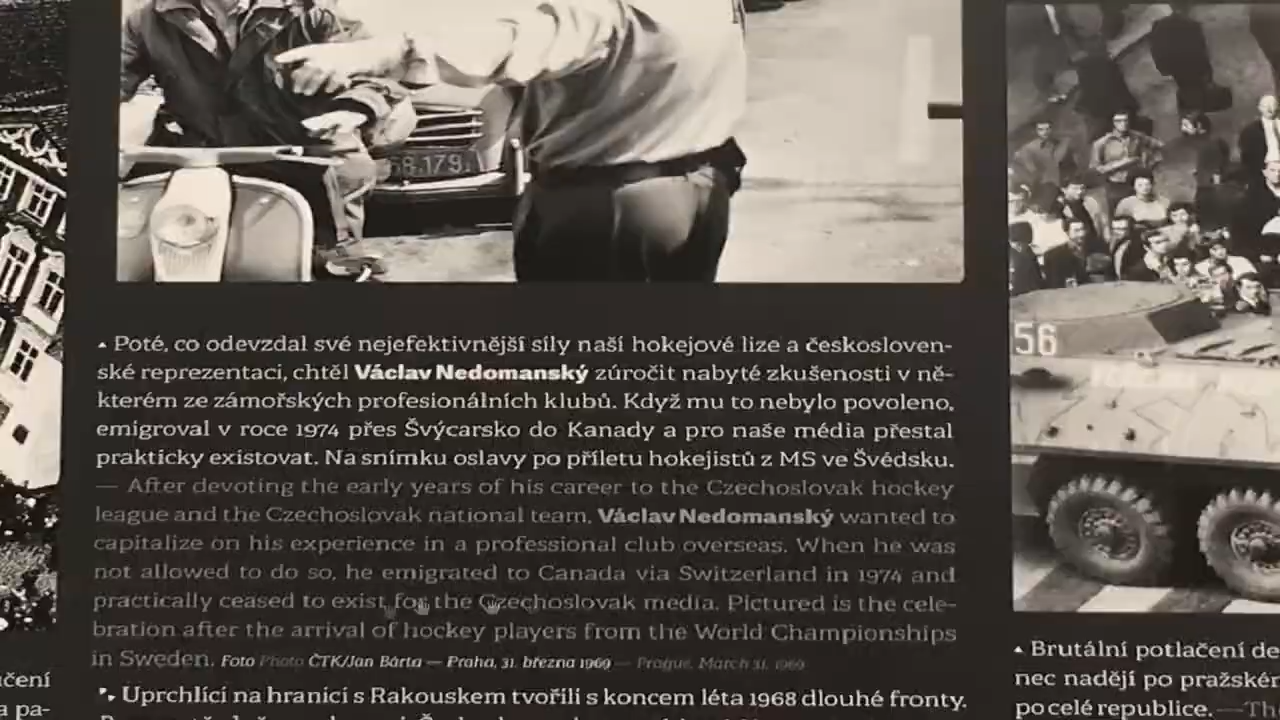 68.179
56
Poté, co odevzdal své nejefektivnější síly naší hokejové lize a českosloven-
ské reprezentaci, chtěl Václav Nedomanský zúročit nabyté zkušenosti v ně-
kterém ze zámořských profesionálních klubů. Když mu to nebylo povoleno,
emigroval v roce 1974 přes Švýcarsko do Kanady a pro naše média přestal
prakticky existovat. Na snímku oslavy po příletu hokejistů z MS ve Švédsku.
— After devoting the early years of his career to the Czechoslovak hockey
league and the Czechoslovak national team, Václav Nedomanský wanted to
capitalize on his experience in a professional club overseas. When he was
not allowed to do so, he emigrated to Canada via Switzerland in 1974 and
practically ceased to exist for the Czechoslovak media. Pictured is the cele-
bration after the arrival of hockey players from the World Championships
in Sweden. Foto Photo ČTK/Jan Bárta — Praha, 31. března 1969 — Prague, March 31, 1969
Uprchlíci na hranici s Rakouskem tvořili s koncem léta 1968 dlouhé fronty.
čení
a pa-
Brutální potlačení de
nec nadějí po pražském
po celé republice. — Th